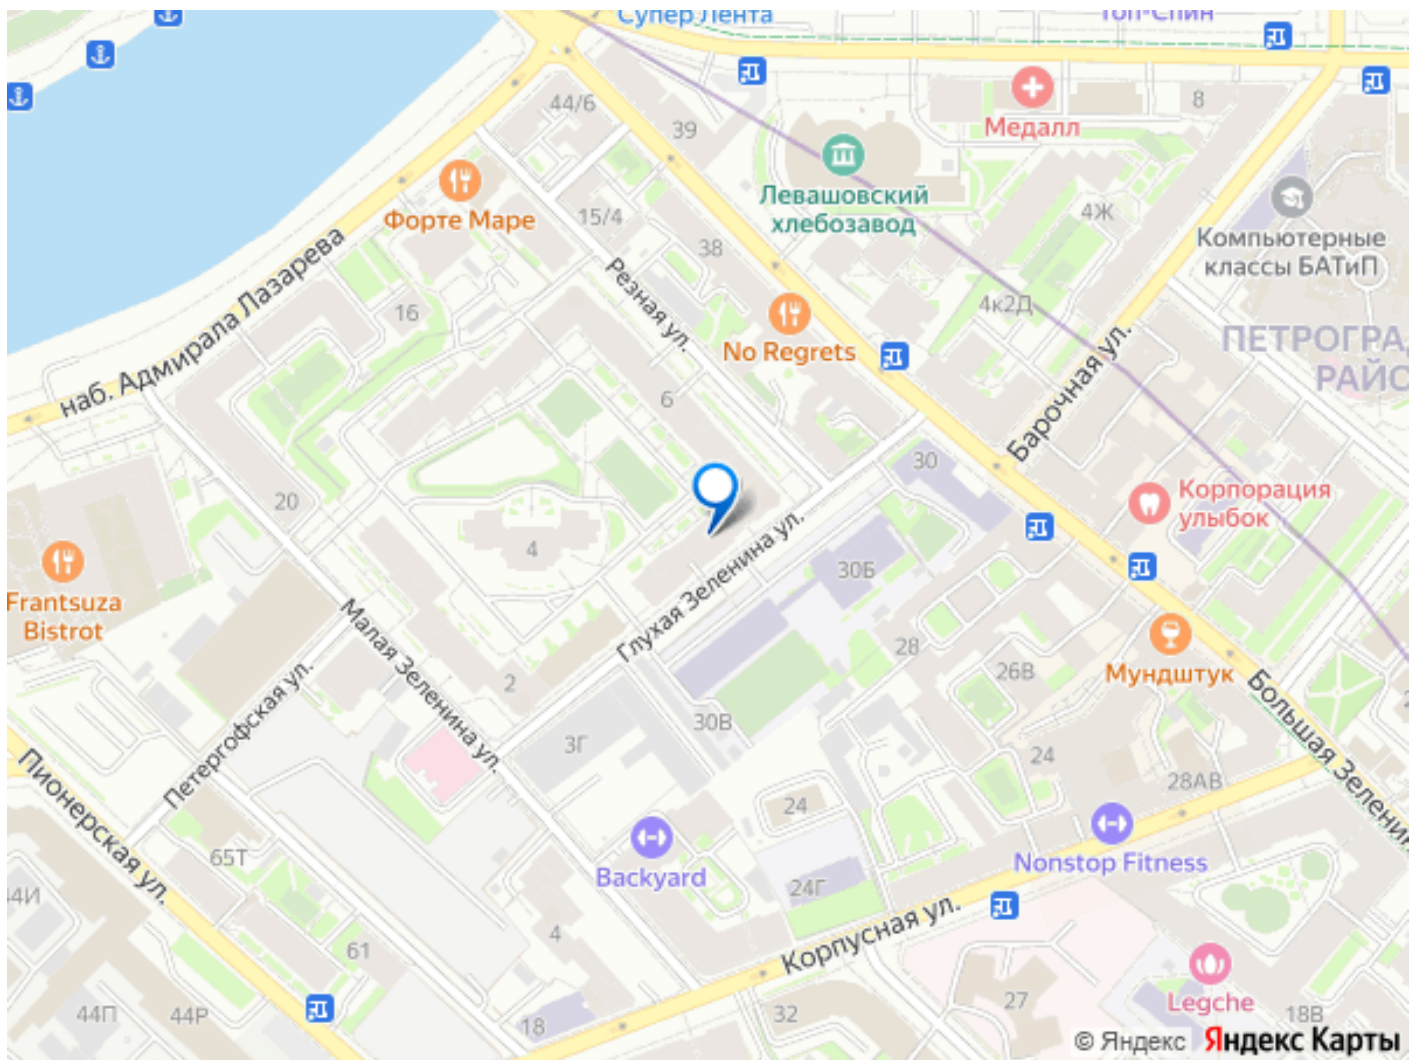 Супер Лента
Топ-Спин
44/6
39
8
Медалл
Форте Маре
15/4
38
Левашовский
хлебозавод
4Ж
Компьютерные
классы БАТиП
наб. Адмирала Лазарева
16
Резная ул.
4к2Д
No Regrets
Барочная ул.
6
20
30
Корпорация
улыбок
4
Frantsuza
Bistrot
Глухая Зеленина ул.
30Б
28
26В
Мундштук
Малая Зеленина ул.
Петергофская ул.
2
30В
3Г
24
28АВ
Большая Зеленин
Пионерская ул.
65Т
Backyard
24
Nonstop Fitness
24Г
44И
4
61
Корпусная ул.
Legche
44П
44Р
18
32
27
18В
© Яндекс Яндекс Карты